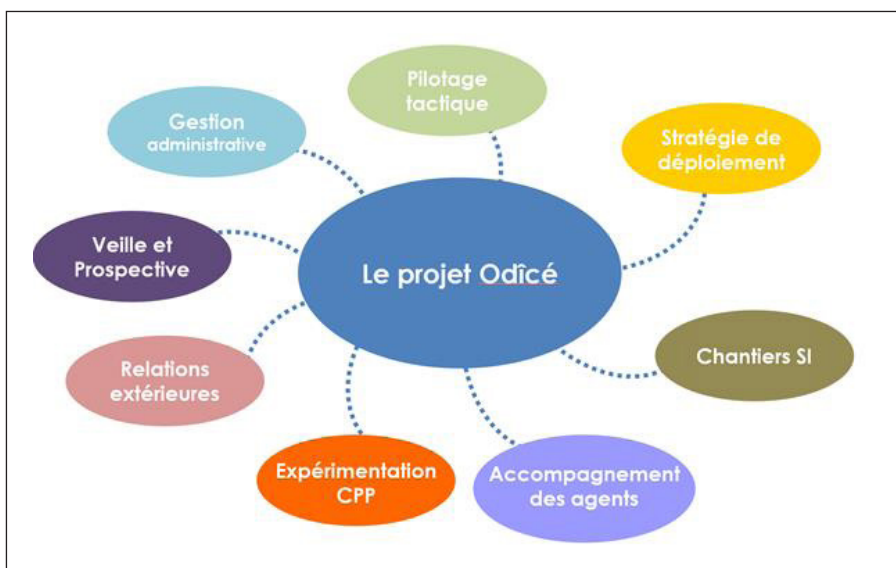 Pilotage
tactique
Gestion
administrative
Stratégie de
déploiement
Veille et
Prospective
Le projet Odîcé
Relations
extérieures
Chantiers SI
Expérimentation
CPP
Accompagnement
des agents